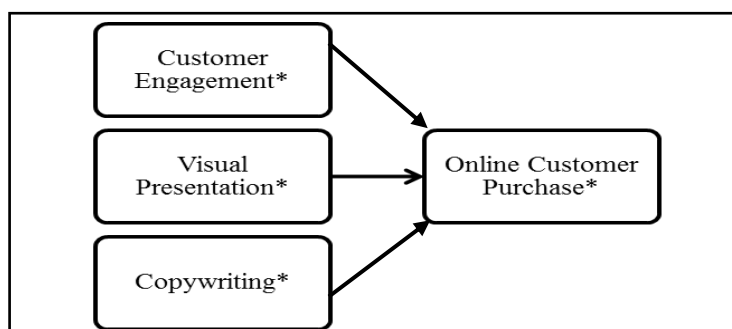 Customer
Engagement*
Visual
Presentation*
Online Customer
Purchase*
Copywriting*